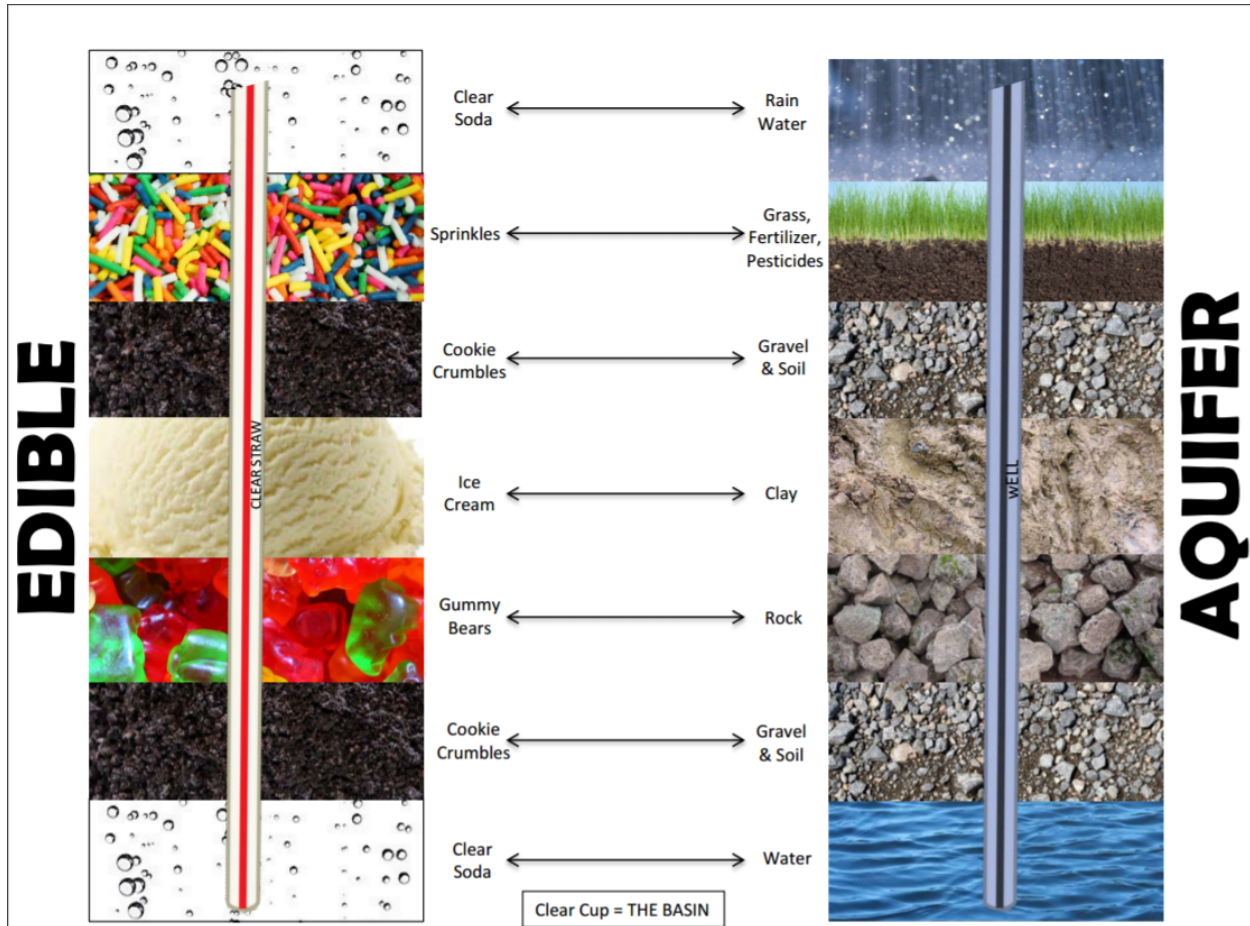 EDIBLE
CLEAR STRAW
Clear
Soda
Rain
Water
Sprinkles
Grass,
Fertilizer,
Pesticides
Cookie
Crumbles
Gravel
& Soil
Ice
Cream
Clay
Gummy
Bears
Rock
Cookie
Crumbles
Gravel
& Soil
Clear
Soda
Water
Clear Cup = THE BASIN
wELL
AQUIFER